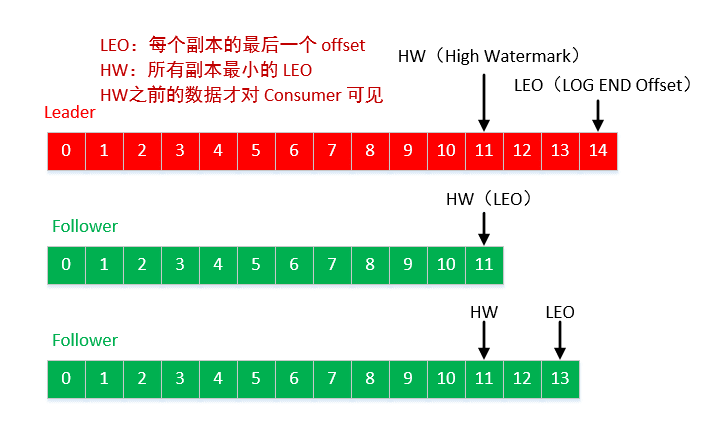 LEO：每个副本的最后一个 offset
HW：所有副本最小的 LEO
HW之前的数据才对 Consumer 可见
HW（High Watermark）
LEO（LOG END Offset）
Leader
0 1 2 3 4 5 6 7 8 9 10 11 12 13 14
HW（LEO）
Follower
0 1 2 3 4 5 6 7 8 9 10 11
HW LEO
Follower
0 1 2 3 4 5 6 7 8 9 10 11 12 13